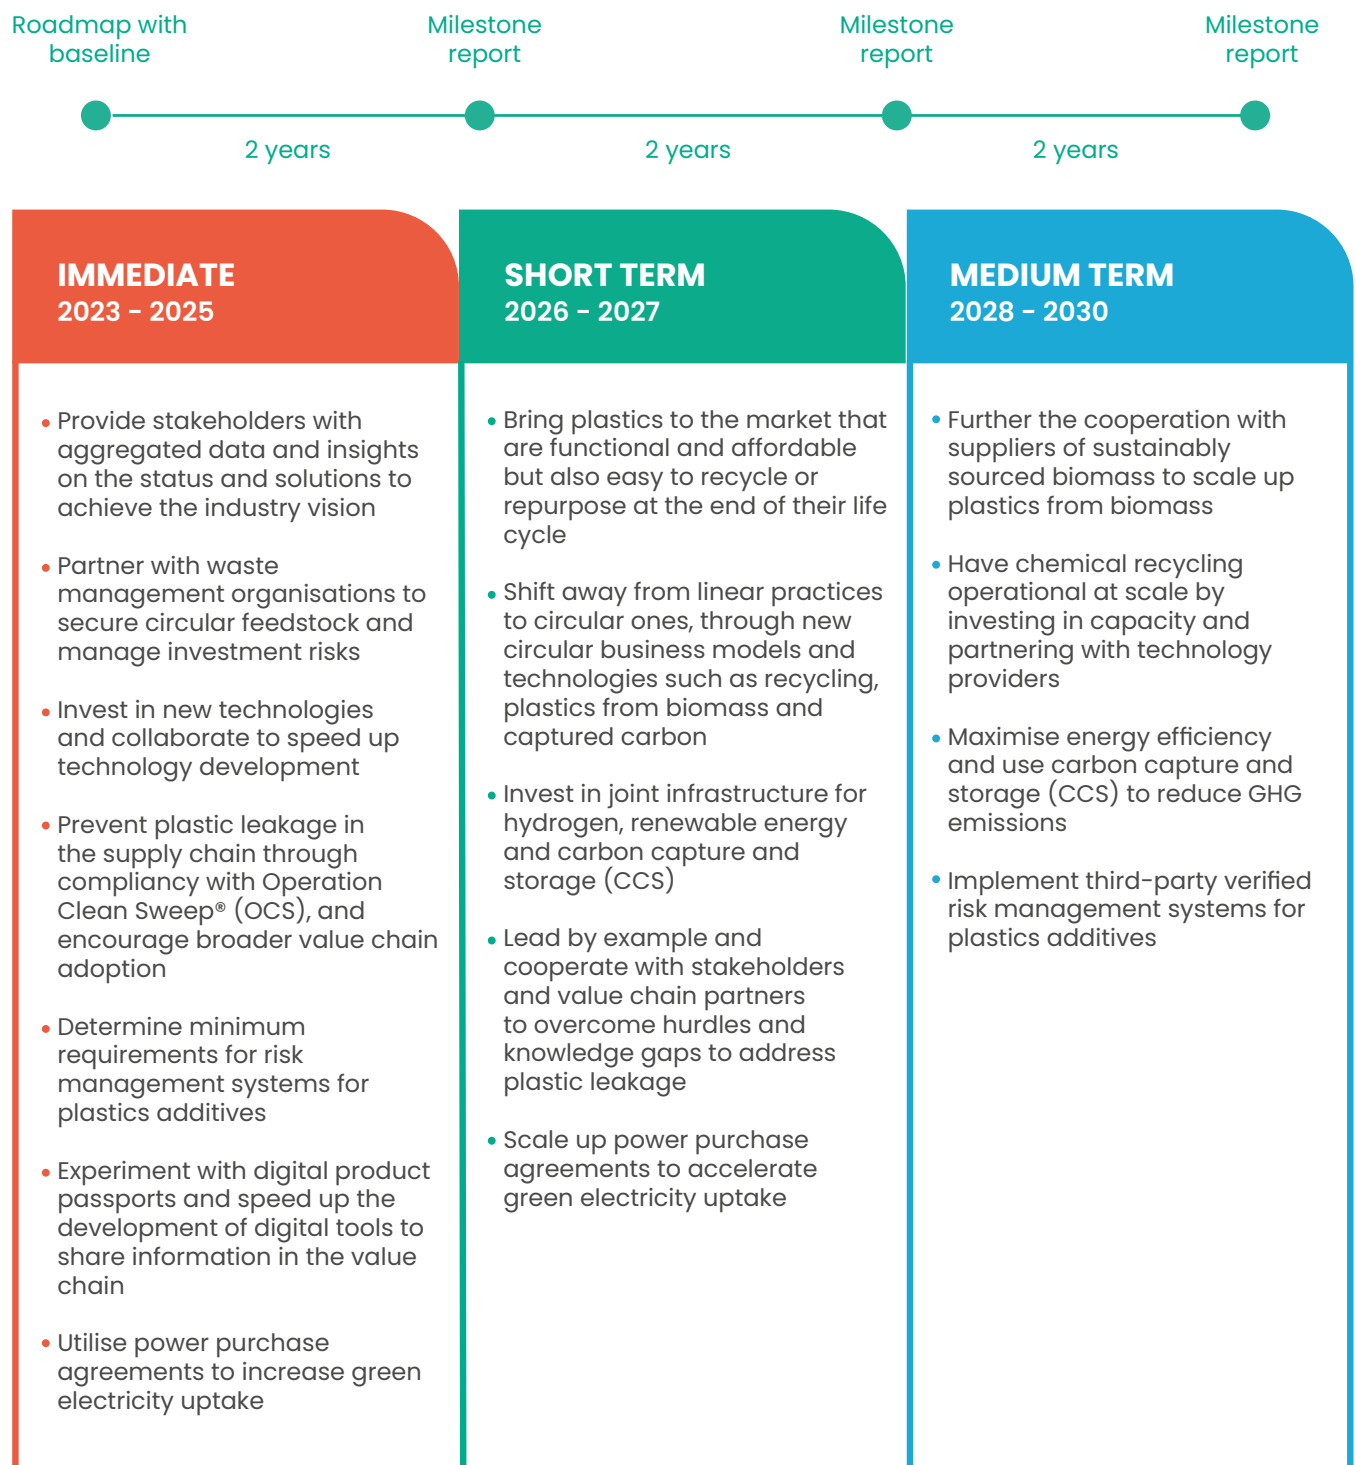 Roadmap with
baseline
Milestone
report
Milestone
report
Milestone
report
2 years
2 years
2 years
IMMEDIATE
2023 - 2025
• Provide stakeholders with
aggregated data and insights
on the status and solutions to
achieve the industry vision
• Partner with waste
management organisations to
secure circular feedstock and
manage investment risks
• Invest in new technologies
and collaborate to speed up
technology development
• Prevent plastic leakage in
the supply chain through
compliancy with Operation
Clean Sweep® (OCS), and
encourage broader value chain
adoption
• Determine minimum
requirements for risk
management systems for
plastics additives
• Experiment with digital product
passports and speed up the
development of digital tools to
share information in the value
chain
• Utilise power purchase
agreements to increase green
electricity uptake
SHORT TERM
2026 - 2027
• Bring plastics to the market that
are functional and affordable
but also easy to recycle or
repurpose at the end of their life
cycle
• Shift away from linear practices
to circular ones, through new
circular business models and
technologies such as recycling,
plastics from biomass and
captured carbon
• Invest in joint infrastructure for
hydrogen, renewable energy
and carbon capture and
storage (CCS)
• Lead by example and
cooperate with stakeholders
and value chain partners
to overcome hurdles and
knowledge gaps to address
plastic leakage
• Scale up power purchase
agreements to accelerate
green electricity uptake
MEDIUM TERM
2028 - 2030
• Further the cooperation with
suppliers of sustainably
sourced biomass to scale up
plastics from biomass
• Have chemical recycling
operational at scale by
investing in capacity and
partnering with technology
providers
• Maximise energy efficiency
and use carbon capture and
storage (CCS) to reduce GHG
emissions
• Implement third-party verified
risk management systems for
plastics additives